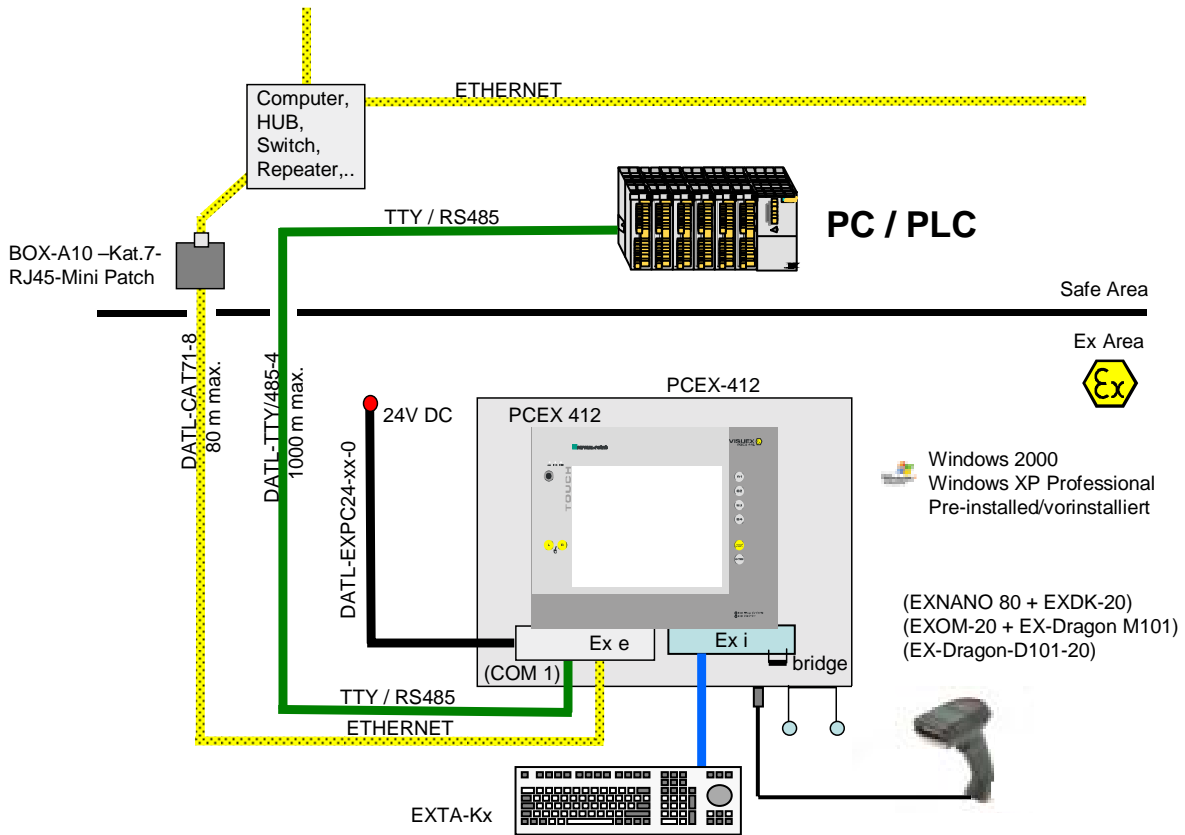 ETHERNET
Computer,
HUB,
Switch,
Repeater,..
TTY / RS485
PC / PLC
BOX-A10 –Kat.7-
RJ45-Mini Patch
Safe Area
Ex Area
Ex
DATL-CAT71-8
80 m max.
DATL-TTY/485-4
1000 m max.
DATL-EXPC24-xx-0
24V DC
PCEX-412
PCEX 412
VISUEX
TOUCH
Windows 2000
Windows XP Professional
Pre-installed/vorinstalliert
(EXNANO 80 + EXDK-20)
(EXOM-20 + EX-Dragon M101)
(EX-Dragon-D101-20)
Ex e
Ex i
bridge
(COM 1)
TTY / RS485
ETHERNET
EXTA-Kx